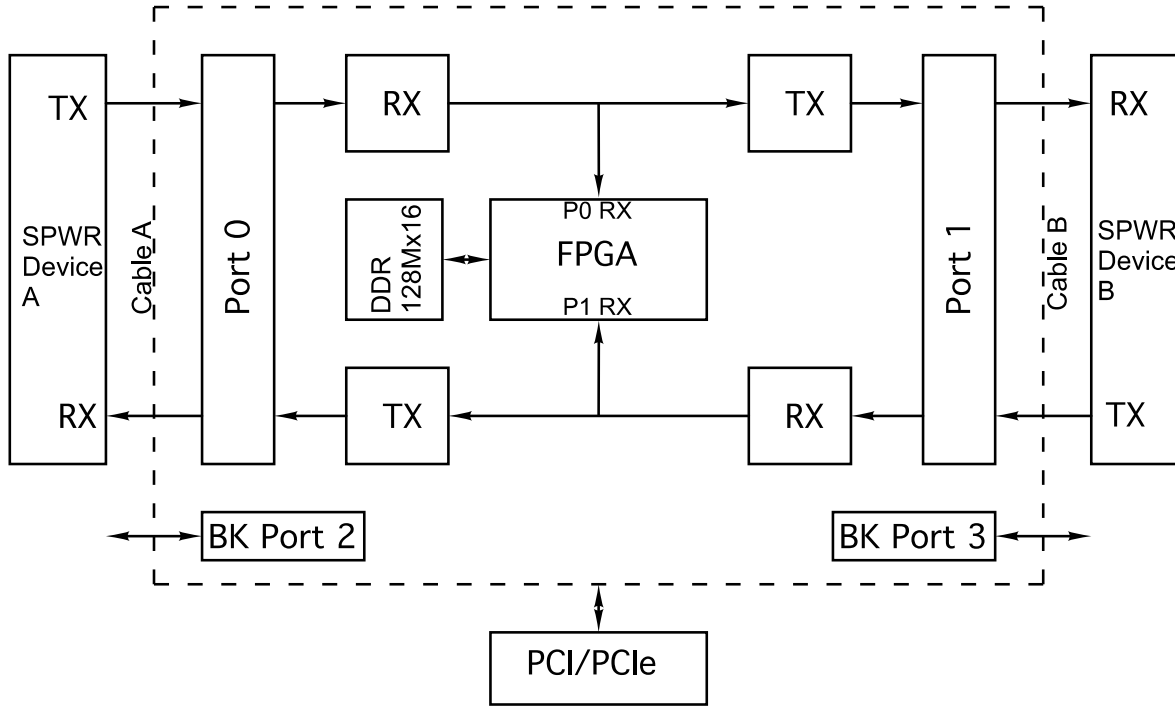 TX
RX
TX
RX
SPWR
Device
A
Cable A
Port 0
DDR
128Mx16
P0 RX
FPGA
P1 RX
Port 1
Cable B
SPWR
Device
B
RX
TX
RX
TX
BK Port 2
BK Port 3
PCI/PCIe